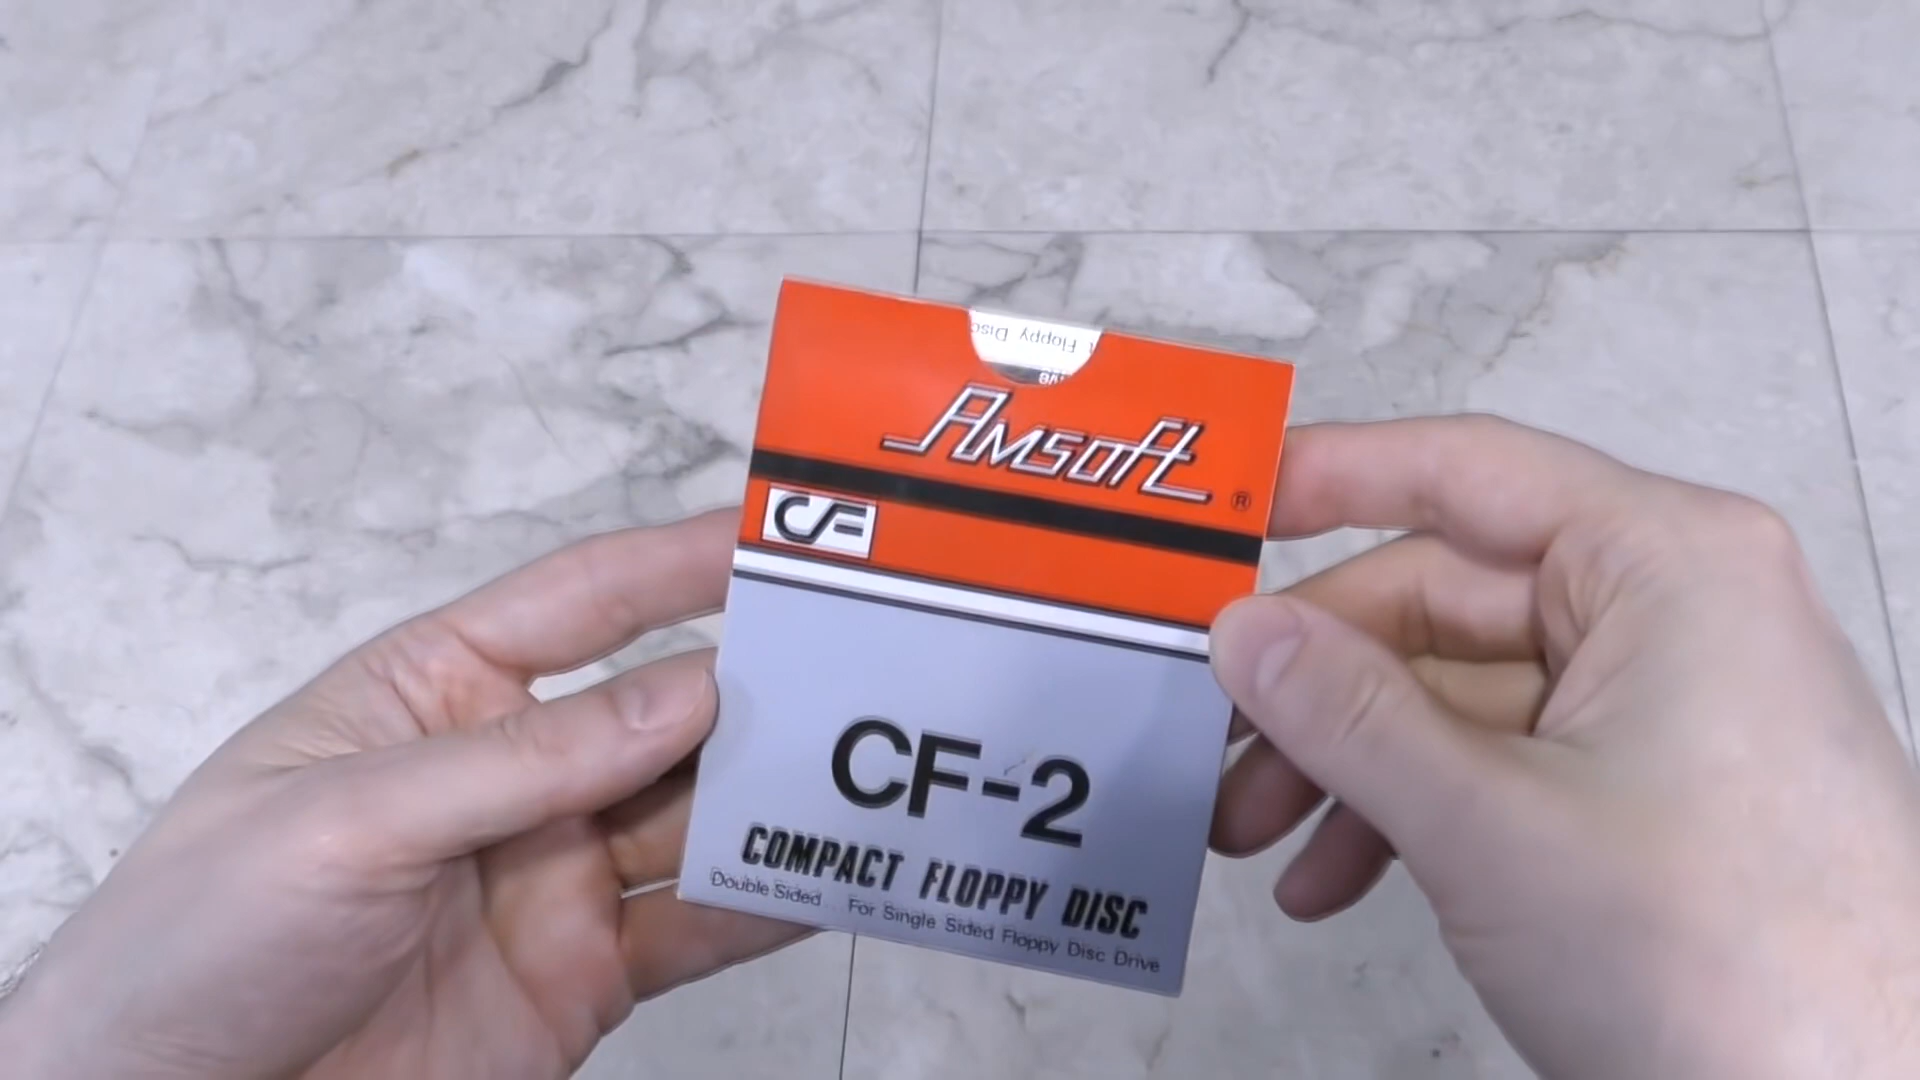 Floppy Disc
Amsoft ®
CF
CF-2
COMPACT FLOPPY DISC
Double Sided . . For Single Sided Floppy Disc Drive